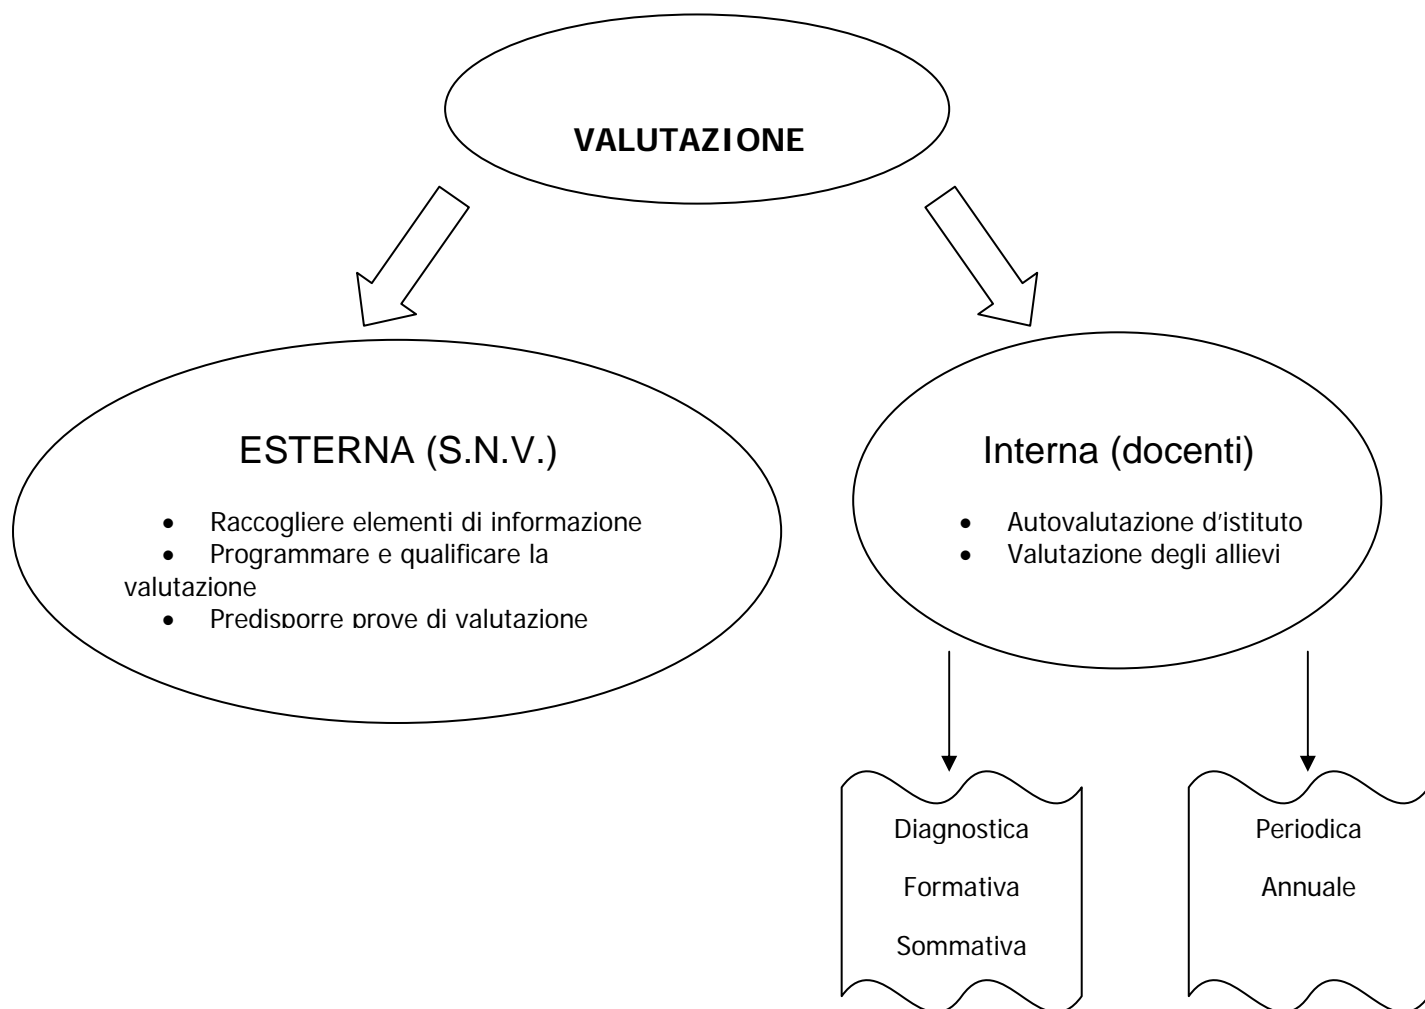 VALUTAZIONE
ESTERNA (S.N.V.)
• Raccogliere elementi di informazione
• Programmare e qualificare la
valutazione
• Predisporre prove di valutazione
Interna (docenti)
• Autovalutazione d'istituto
• Valutazione degli allievi
Diagnostica
Formativa
Sommativa
Periodica
Annuale